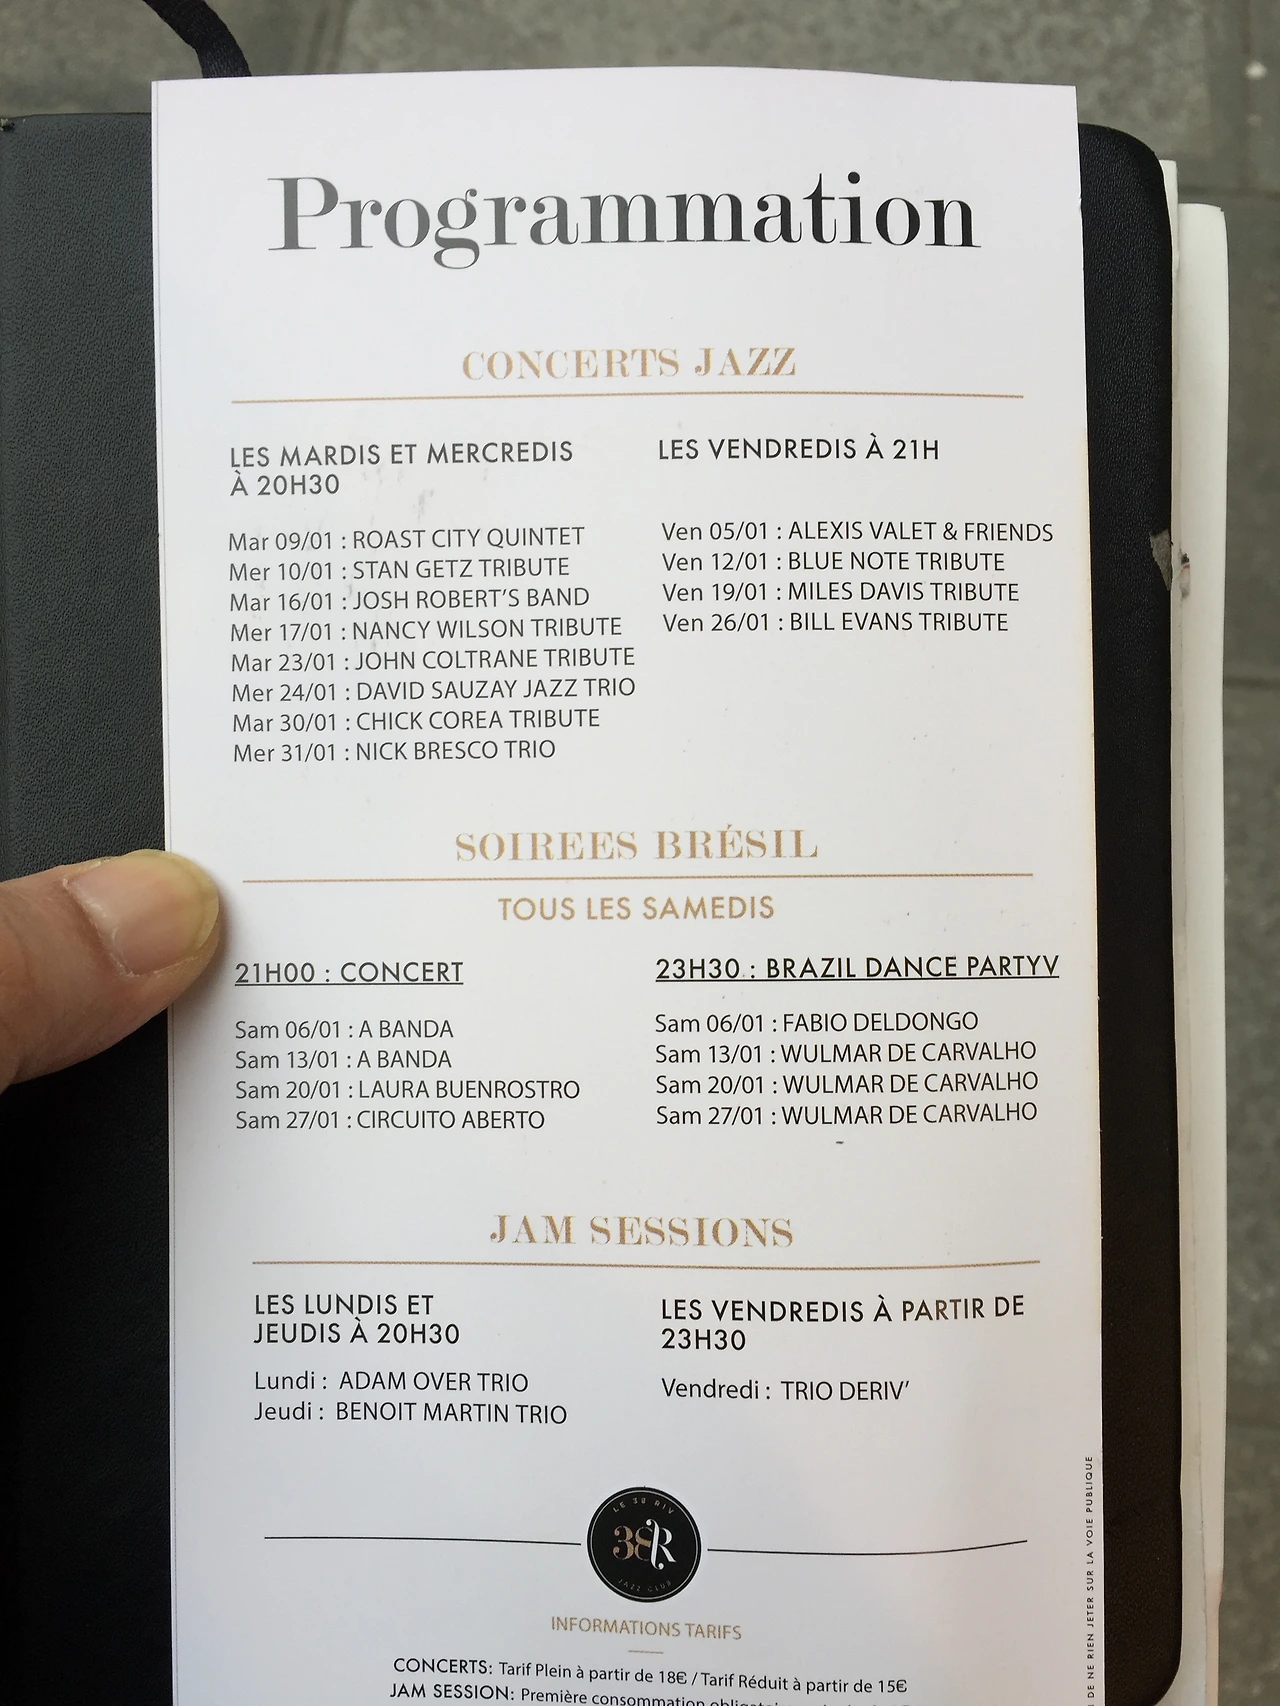 Programmation
CONCERTS JAZZ
LES MARDIS ET MERCREDIS
À 20H30
Mar 09/01 : ROAST CITY QUINTET
Mer 10/01 : STAN GETZ TRIBUTE
Mar 16/01 : JOSH ROBERT'S BAND
Mer 17/01 : NANCY WILSON TRIBUTE
Mar 23/01 : JOHN COLTRANE TRIBUTE
Mer 24/01 : DAVID SAUZAY JAZZ TRIO
Mar 30/01 : CHICK COREA TRIBUTE
Mer 31/01 : NICK BRESCO TRIO
LES VENDREDIS À 21H
Ven 05/01 : ALEXIS VALET & FRIENDS
Ven 12/01 : BLUE NOTE TRIBUTE
Ven 19/01 : MILES DAVIS TRIBUTE
Ven 26/01 : BILL EVANS TRIBUTE
SOIREES BRÉSIL
TOUS LES SAMEDIS
21H00 : CONCERT
Sam 06/01 : A BANDA
Sam 13/01 : A BANDA
Sam 20/01 : LAURA BUENROSTRO
Sam 27/01 : CIRCUITO ABERTO
23H30 : BRAZIL DANCE PARTYV
Sam 06/01 : FABIO DELDONGO
Sam 13/01 : WULMAR DE CARVALHO
Sam 20/01 : WULMAR DE CARVALHO
Sam 27/01 : WULMAR DE CARVALHO
JAM SESSIONS
LES LUNDIS ET
JEUDIS À 20H30
Lundi : ADAM OVER TRIO
Jeudi : BENOIT MARTIN TRIO
LES VENDREDIS À PARTIR DE
23H30
Vendredi : TRIO DERIV'
LE 38 RIV
38R
JAZZ CLUB
INFORMATIONS TARIFS
CONCERTS: Tarif Plein à partir de 18€ / Tarif Réduit à partir de 15€
JAM SESSION: Première consommation
DE NE RIEN JETER SUR LA VOIE PUBLIQUE